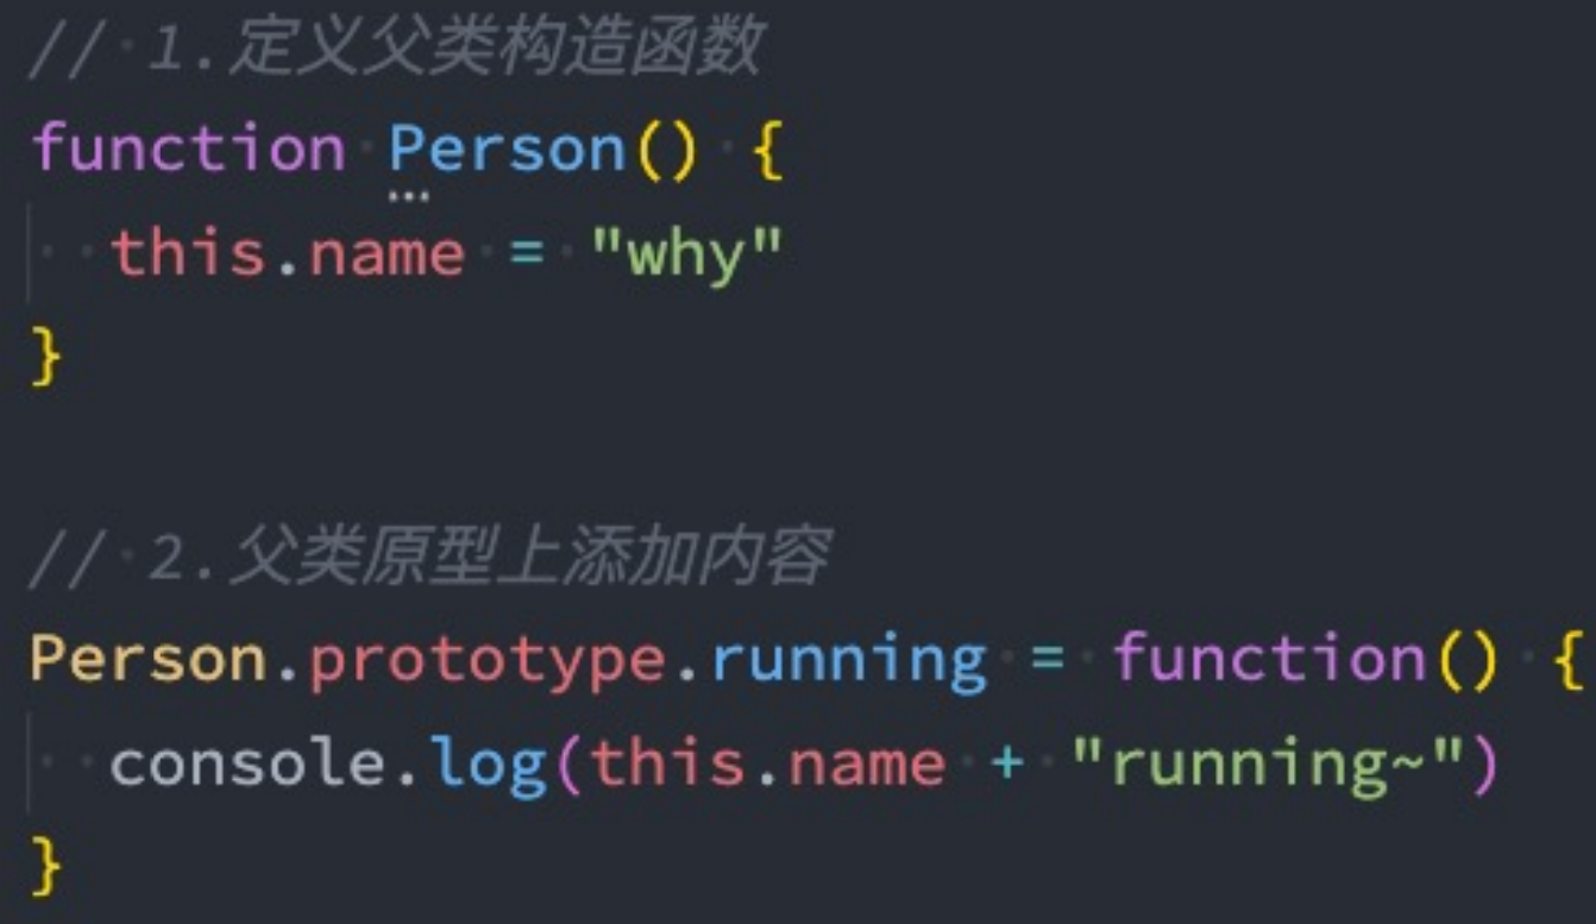 // 1.定义父类构造函数
function Person() {
  this.name = "why"
}
// 2.父类原型上添加内容
Person.prototype.running = function() {
  console.log(this.name + "running~")
}